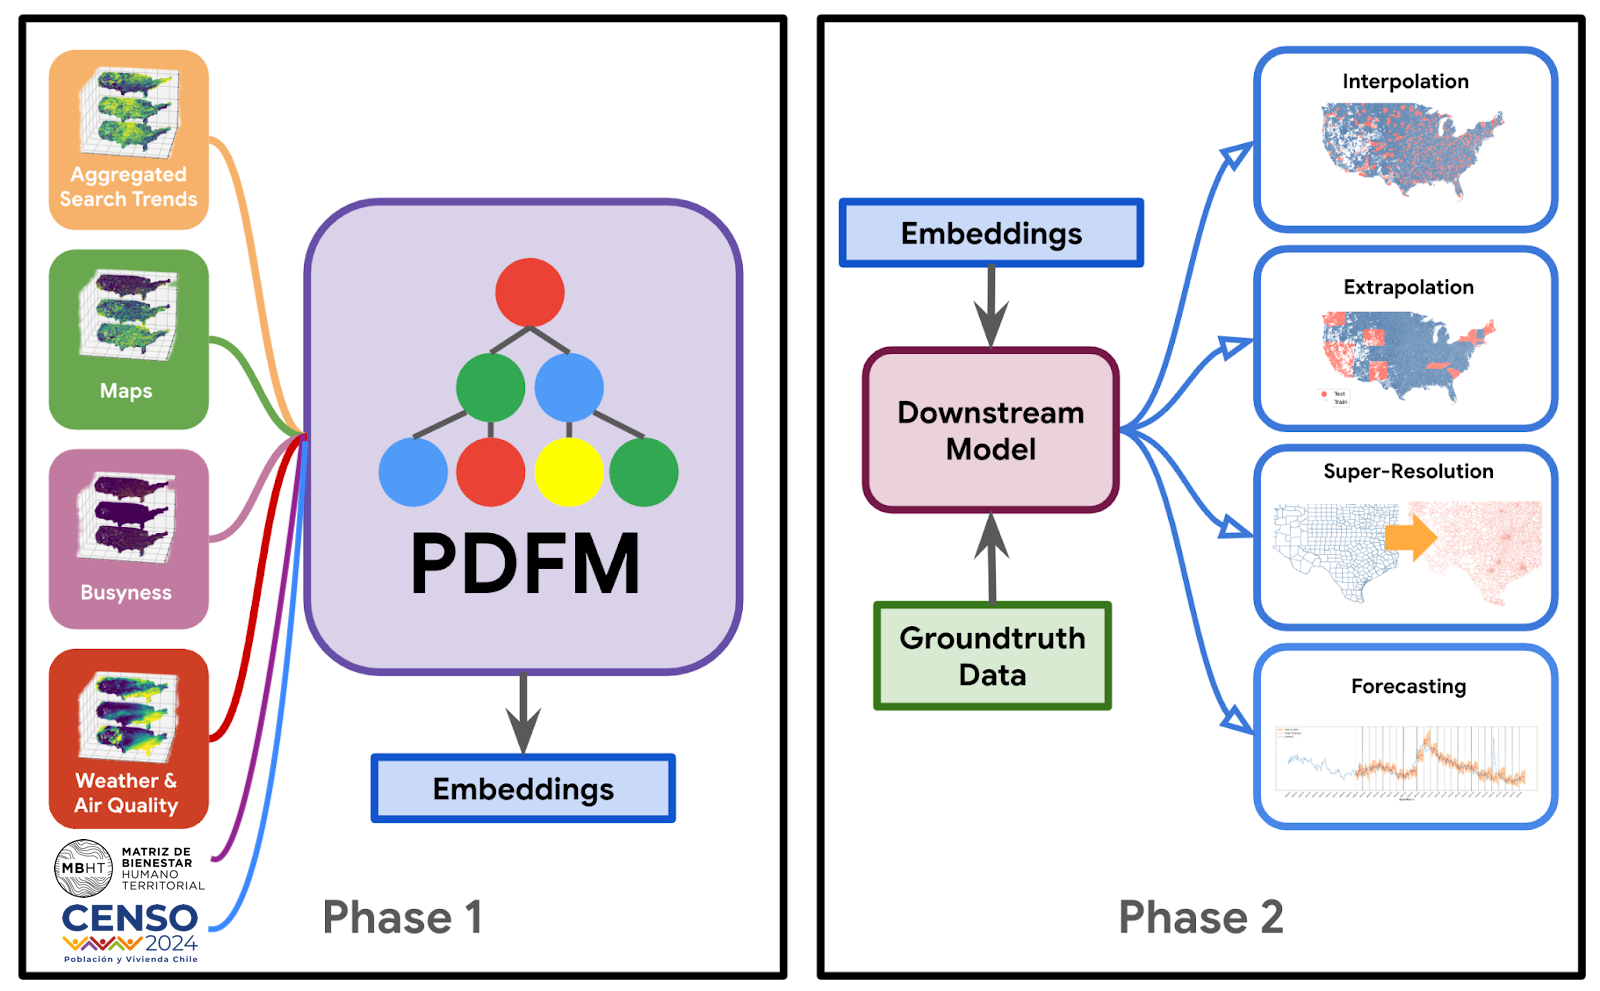 Aggregated
Search Trends
Maps
Busyness
Weather &
Air Quality
MBHT
MATRIZ DE
BIENESTAR
HUMANO
TERRITORIAL
CENSO
2024
Población y Vivienda Chile
PDFM
Embeddings
Phase 1
Embeddings
Downstream
Model
Groundtruth
Data
Interpolation
Extrapolation
Test
Train
Super-Resolution
Forecasting
Phase 2